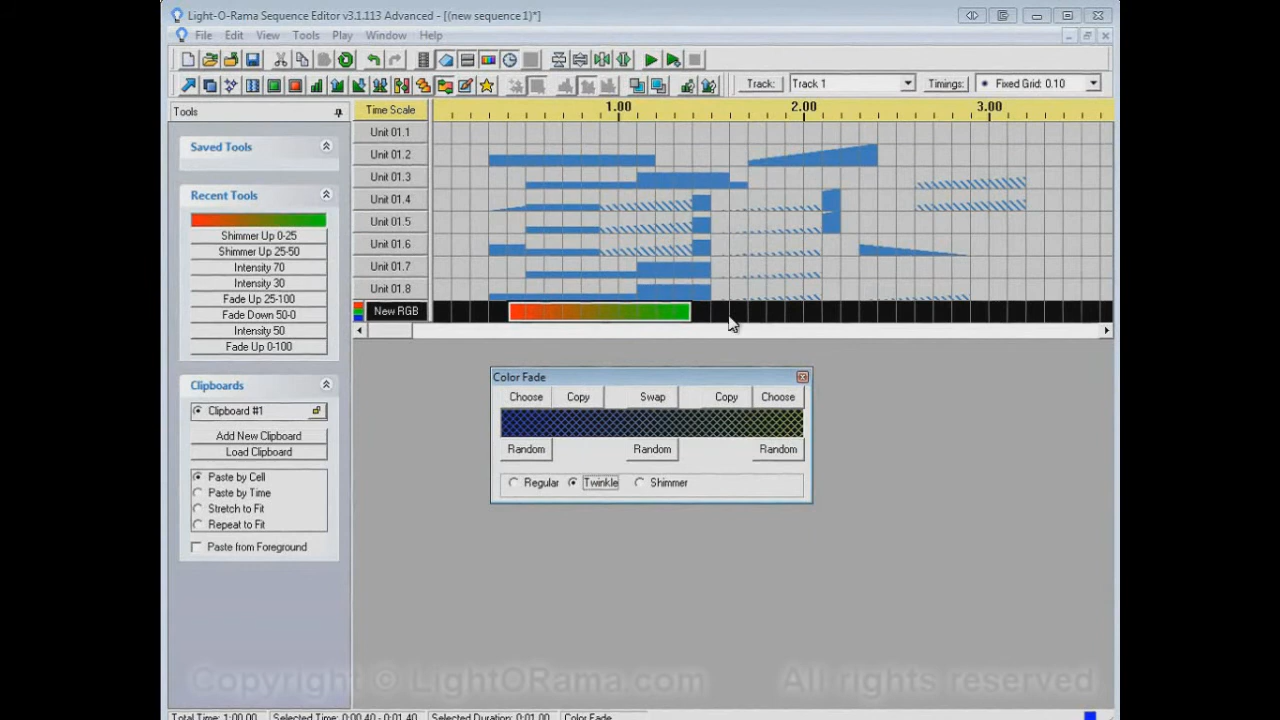 Light-O-Rama Sequence Editor v3.1.113 Advanced - [(new sequence 1)*]
File Edit View Tools Play Window Help
Track: Track 1 Timings: Fixed Grid: 0.10
Tools
Time Scale 1.00 2.00 3.00
Unit 01.1
Saved Tools
Unit 01.2
Unit 01.3
Recent Tools
Unit 01.4
Unit 01.5
Shimmer Up 0-25
Unit 01.6
Shimmer Up 25-50
Intensity 70
Unit 01.7
Intensity 30
Unit 01.8
Fade Up 25-100
New RGB
Fade Down 50-0
Intensity 50
Fade Up 0-100
Color Fade
Clipboards
Choose Copy Swap Copy Choose
Clipboard #1
Add New Clipboard
Load Clipboard
Random Random Random
Paste by Cell
Regular Twinkle Shimmer
Paste by Time
Stretch to Fit
Repeat to Fit
Paste from Foreground
Copyright © LightORama.com All rights reserved
Total Time: 1:00.00 Selected Time: 0:00.40 - 0:01.40 Selected Duration: 0:01.00 Color Fade